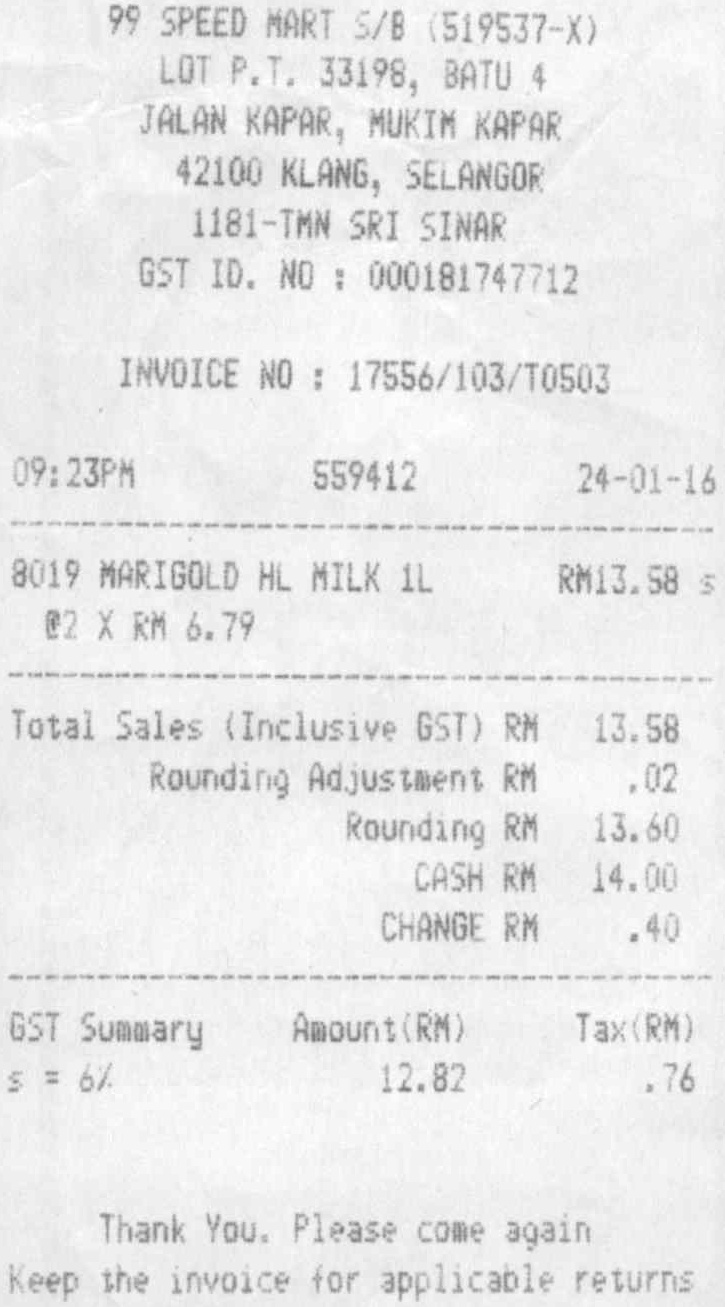 99 SPEED MART S/B (519537-X)
LOT P.T. 33198, BATU 4
JALAN KAPAR, MUKIM KAPAR
42100 KLANG, SELANGOR
1181-TMN SRI SINAR
GST ID. NO : 000181747712
INVOICE NO : 17556/103/T0503
09:23PM 559412 24-01-16
8019 MARIGOLD HL MILK 1L RM13.58 s
@2 X RM 6.79
Total Sales (Inclusive GST) RM 13.58
Rounding Adjustment RM .02
Rounding RM 13.60
CASH RM 14.00
CHANGE RM .40
GST Summary Amount(RM) Tax(RM)
s = 6% 12.82 .76
Thank You. Please come again
Keep the invoice for applicable returns